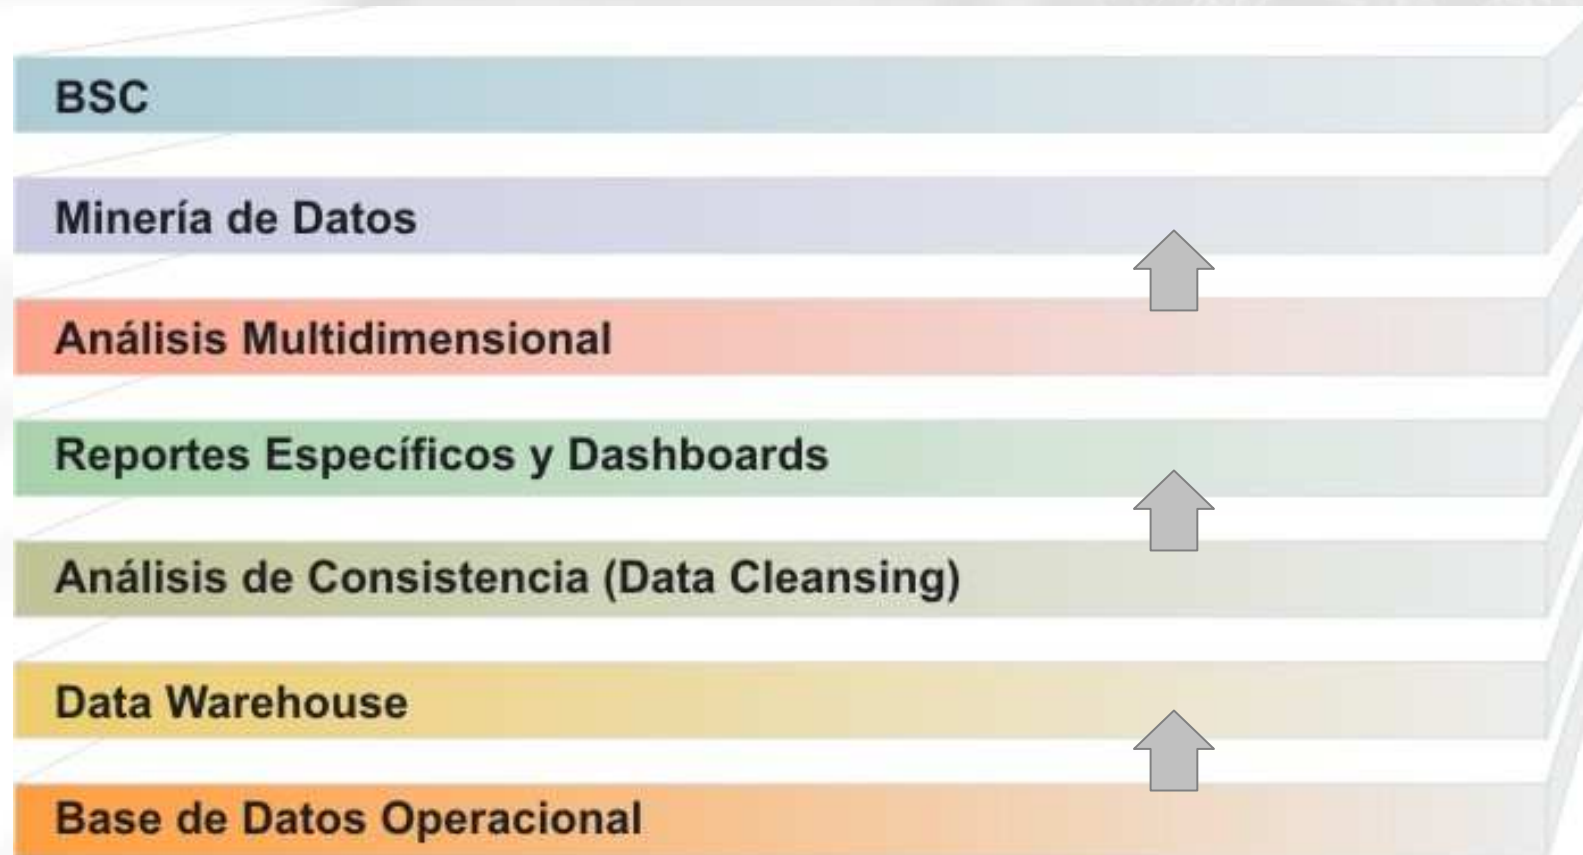 BSC
Minería de Datos
Análisis Multidimensional
Reportes Específicos y Dashboards
Análisis de Consistencia (Data Cleansing)
Data Warehouse
Base de Datos Operacional